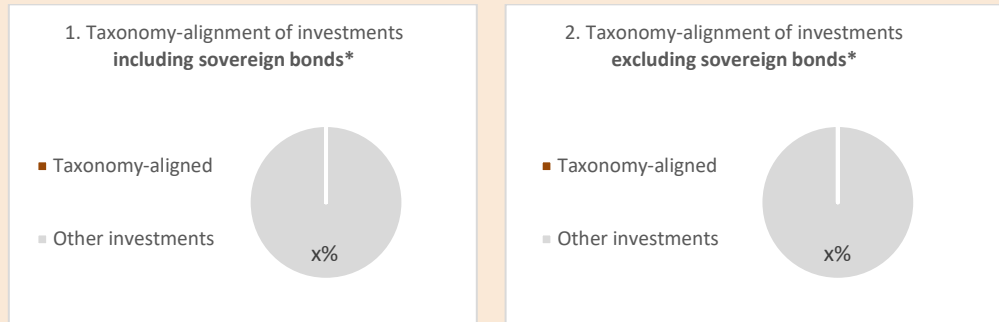 1. Taxonomy-alignment of investments
including sovereign bonds*
Taxonomy-aligned
Other investments
x%
2. Taxonomy-alignment of investments
excluding sovereign bonds*
Taxonomy-aligned
Other investments
x%